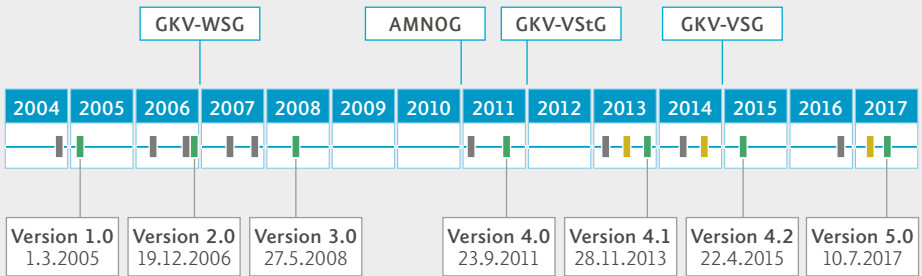 GKV-WSG
AMNOG
GKV-VStG
GKV-VSG
2004 2005 2006 2007 2008 2009 2010 2011 2012 2013 2014 2015 2016 2017
Version 1.0
1.3.2005
Version 2.0
19.12.2006
Version 3.0
27.5.2008
Version 4.0
23.9.2011
Version 4.1
28.11.2013
Version 4.2
22.4.2015
Version 5.0
10.7.2017